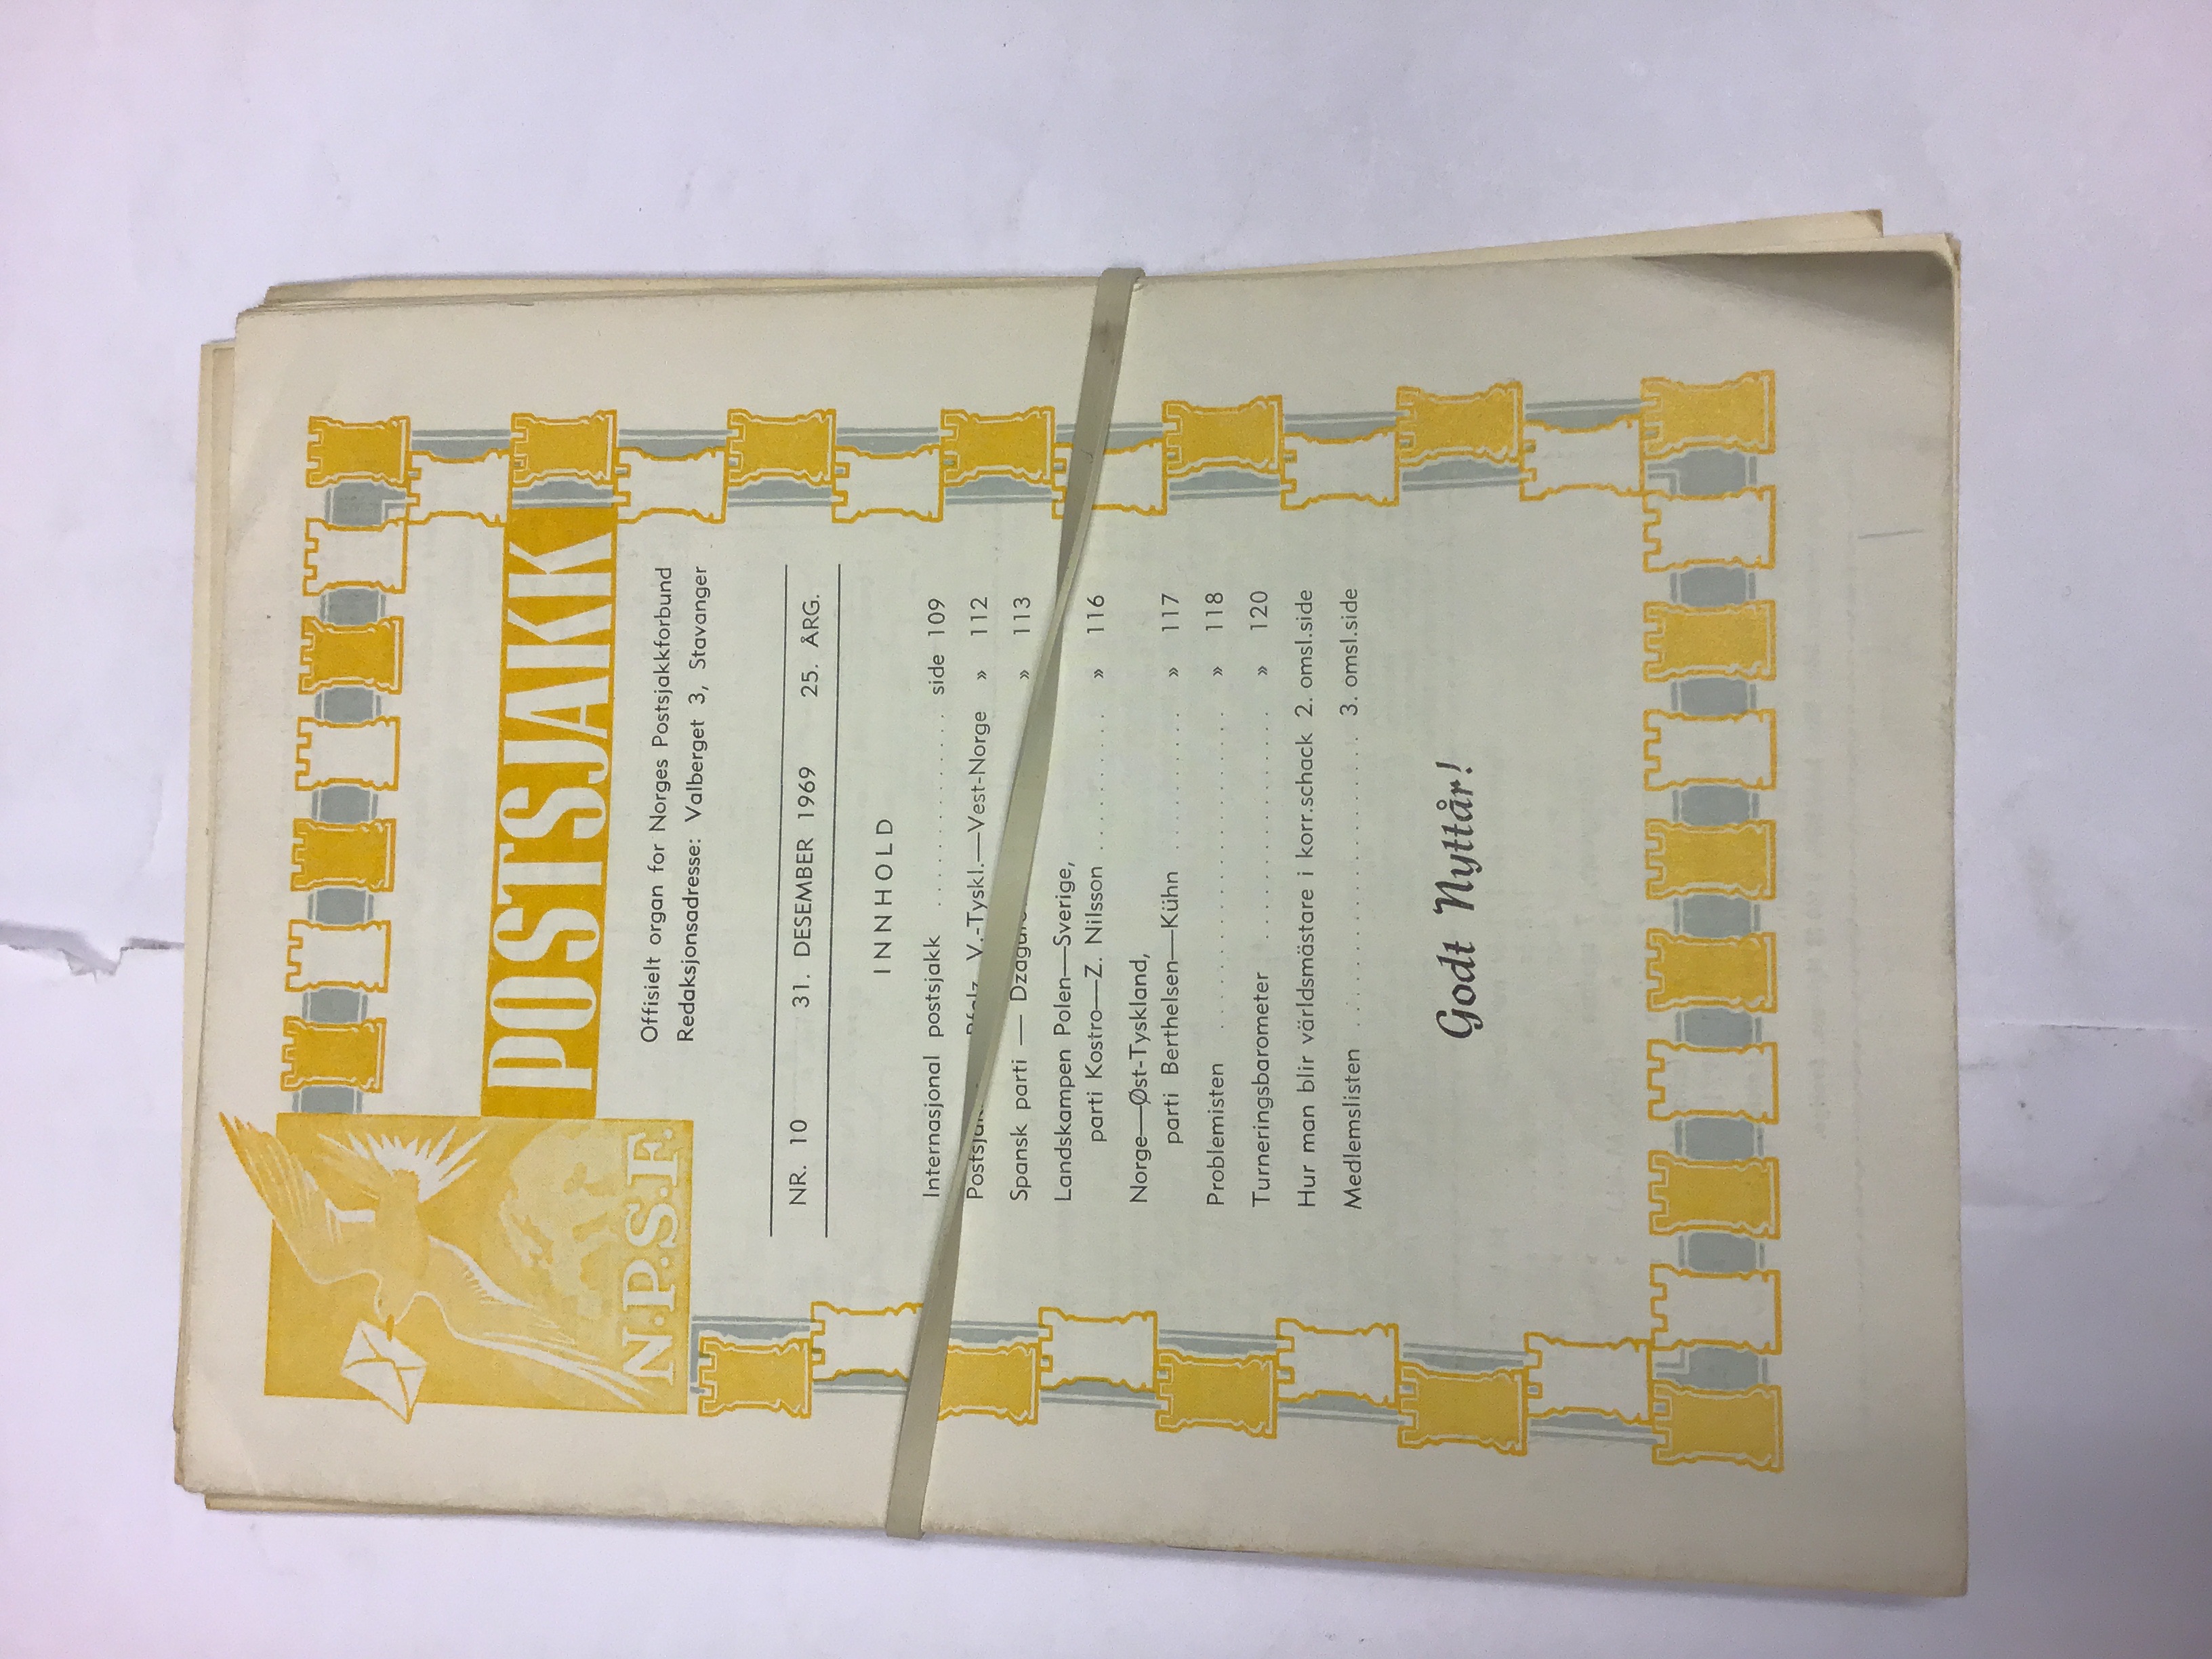 POSTSJAKK
N.P.S.F.
Offisielt organ for Norges Postsjakkforbund
Redaksjonsadresse: Valberget 3, Stavanger
NR. 10 31. DESEMBER 1969 25. ÅRG.
INNHOLD
Internasjonal postsjakk . . . . . . . . . . . side 109
V.-Tyskl.—Vest-Norge » 112
Spansk parti — » 113
Landskampen Polen—Sverige,
parti Kostro—Z. Nilsson . . . . . . . . . » 116
Norge—Øst-Tyskland,
parti Berthelsen—Kühn . . . . . . . . . » 117
Problemisten . . . . . . . . . . . . . . . . . . . . » 118
Turneringsbarometer . . . . . . . . . . . . . . » 120
Hur man blir världsmästare i korr.schack 2. omsl.side
Medlemslisten . . . . . . . . . . . . . . . . . . 3. omsl.side
Godt Nyttår!